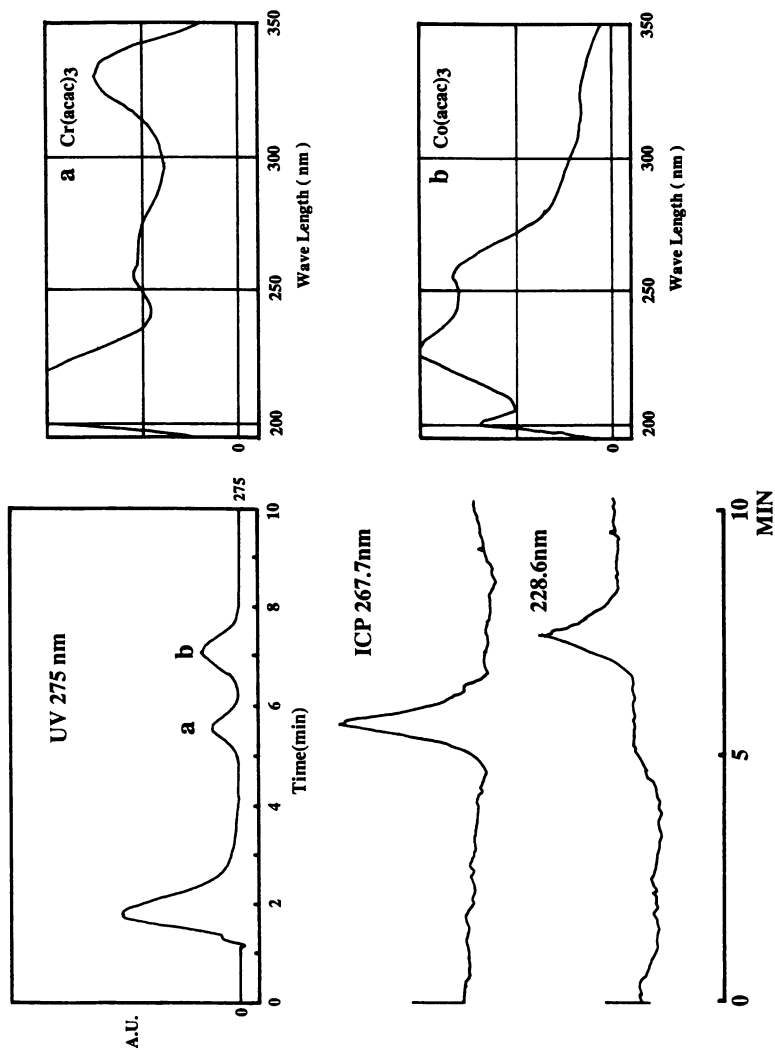 A.U.
0
UV 275 nm
a
b
275
0
2
4
6
8
10
Time(min)
ICP 267.7nm
228.6nm
0
5
10
MIN
a Cr(acac)3
0
200
250
300
350
Wave Length ( nm )
b Co(acac)3
0
200
250
300
350
Wave Length ( nm )